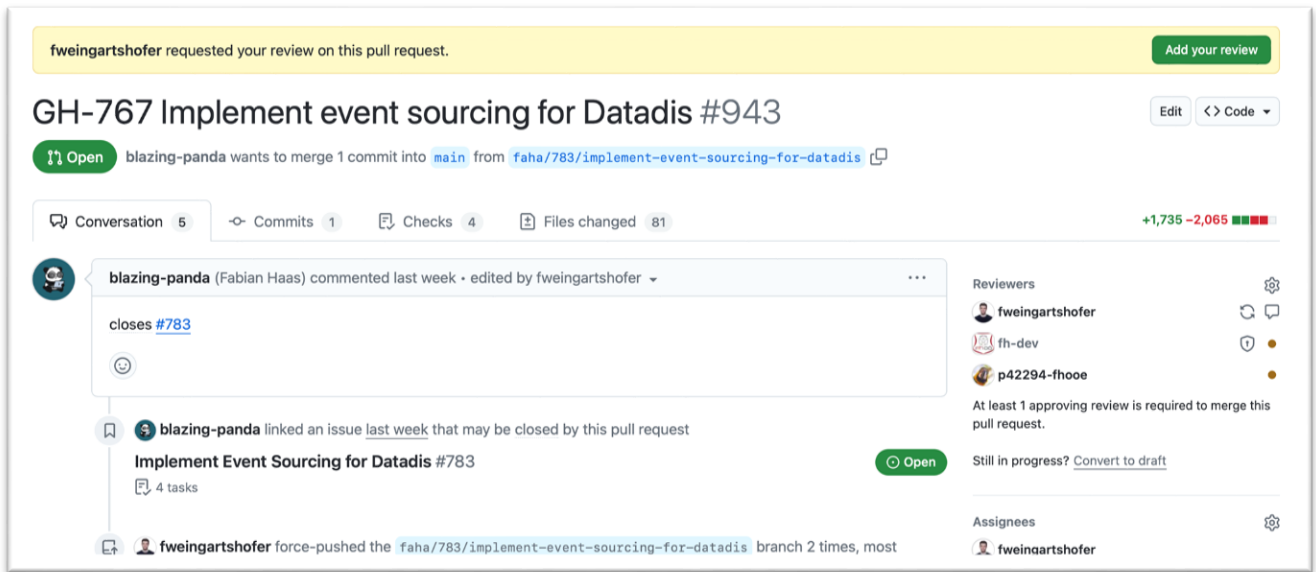 fweingartshofer requested your review on this pull request.
Add your review
GH-767 Implement event sourcing for Datadis #943
Edit
<> Code
Open
blazing-panda wants to merge 1 commit into main from faha/783/implement-event-sourcing-for-datadis
Conversation 5
Commits 1
Checks 4
Files changed 81
+1,735 −2,065
blazing-panda (Fabian Haas) commented last week • edited by fweingartshofer
closes #783
blazing-panda linked an issue last week that may be closed by this pull request
Implement Event Sourcing for Datadis #783
Open
4 tasks
fweingartshofer force-pushed the faha/783/implement-event-sourcing-for-datadis branch 2 times, most
Reviewers
fweingartshofer
fh-dev
p42294-fhooe
At least 1 approving review is required to merge this
pull request.
Still in progress? Convert to draft
Assignees
fweingartshofer